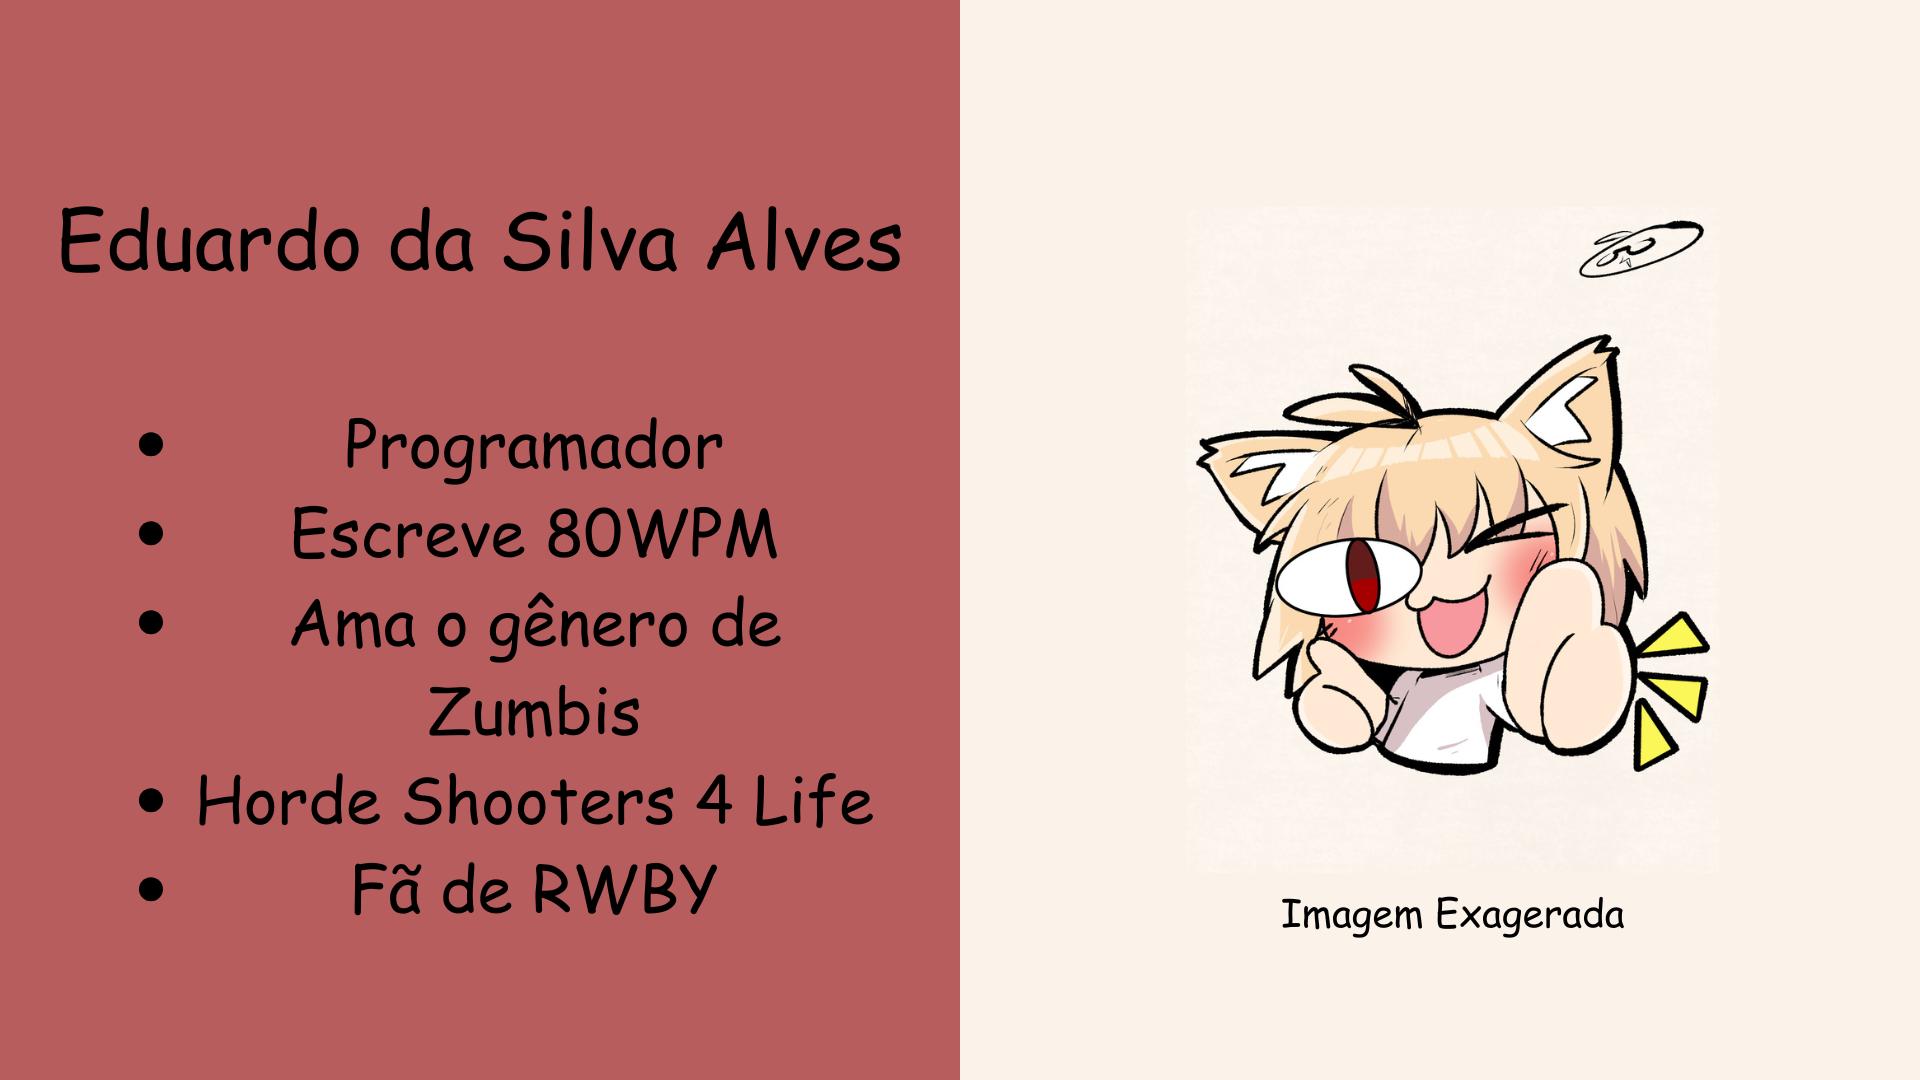 Eduardo da Silva Alves
• Programador
• Escreve 80WPM
• Ama o gênero de
Zumbis
• Horde Shooters 4 Life
• Fã de RWBY
Imagem Exagerada